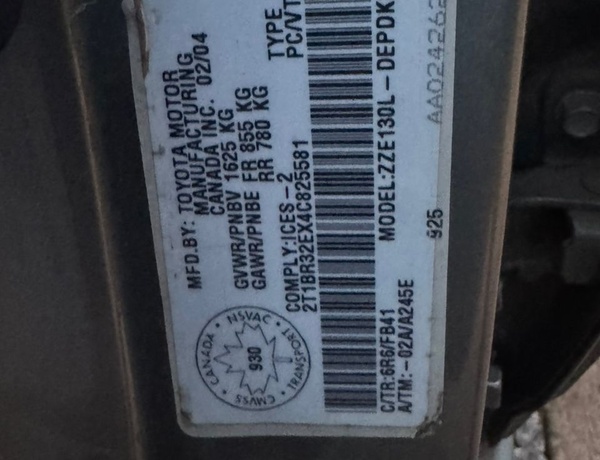 MFD.BY: TOYOTA MOTOR
MANUFACTURING
CANADA INC. 02/04
GVWR/PNBV 1625 KG
GAWR/PNBE FR 855 KG
RR 780 KG
TYPE
PC/VT
COMPLY:ICES-2
2T1BR32EX4C825581
MODEL:ZZE130L-DEPDK
AA024262
925
C/TR:6R6/FB41
A/TM:-02A/A245E
CANADA · NSVAC · TRANSPORT · CMVSS
930